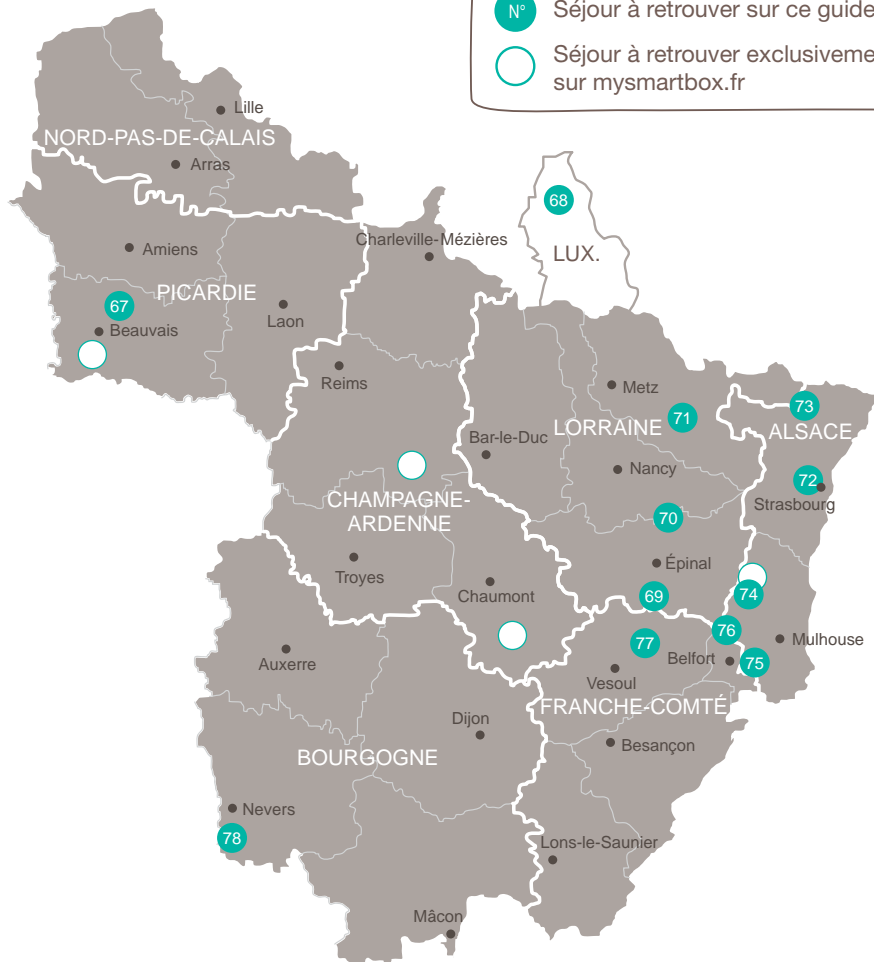 N° Séjour à retrouver sur ce guide
Séjour à retrouver exclusiveme
sur mysmartbox.fr
Lille
NORD-PAS-DE-CALAIS
Arras
68
Charleville-Mézières
Amiens
LUX.
PICARDIE
67
Laon
Beauvais
Reims
Metz
73
71
LORRAINE
ALSACE
Bar-le-Duc
Nancy
72
Strasbourg
CHAMPAGNE-
ARDENNE
70
Troyes
Épinal
Chaumont
69
74
76
Mulhouse
77
Auxerre
Belfort
75
Vesoul
FRANCHE-COMTÉ
Dijon
Besançon
BOURGOGNE
Nevers
78
Lons-le-Saunier
Mâcon